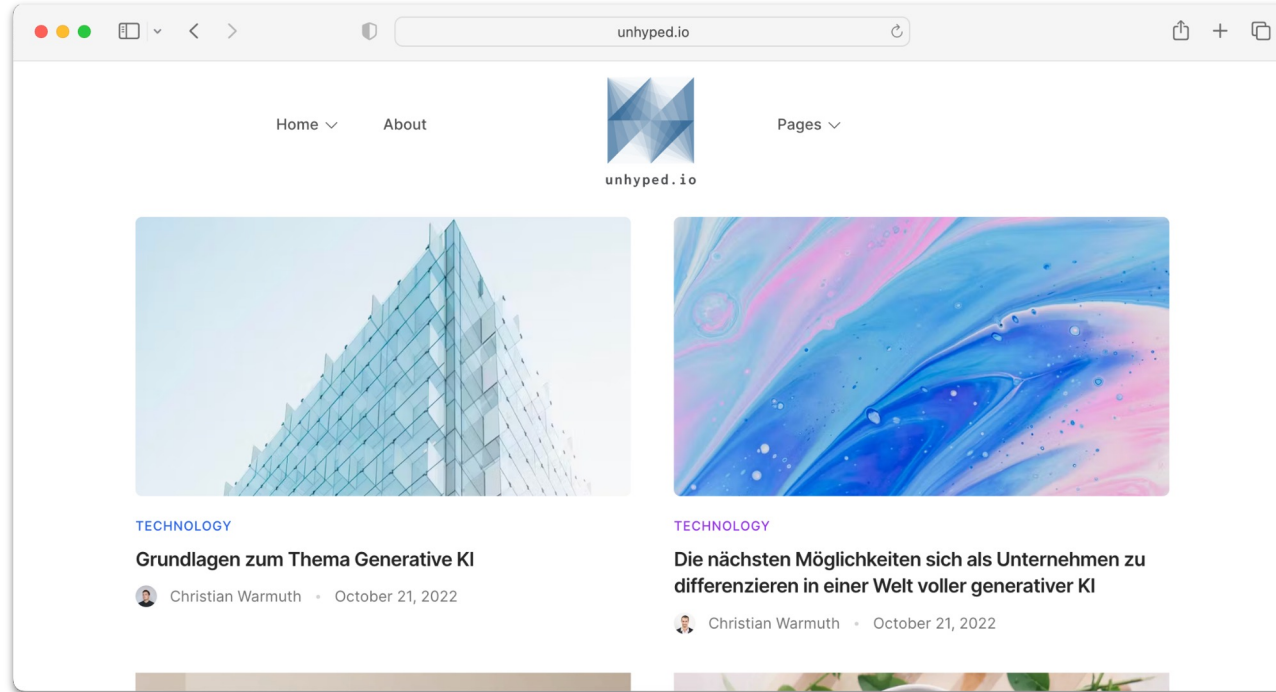 unhyped.io
Home
About
Pages
unhyped.io
TECHNOLOGY
Grundlagen zum Thema Generative KI
Christian Warmuth • October 21, 2022
TECHNOLOGY
Die nächsten Möglichkeiten sich als Unternehmen zu
differenzieren in einer Welt voller generativer KI
Christian Warmuth • October 21, 2022